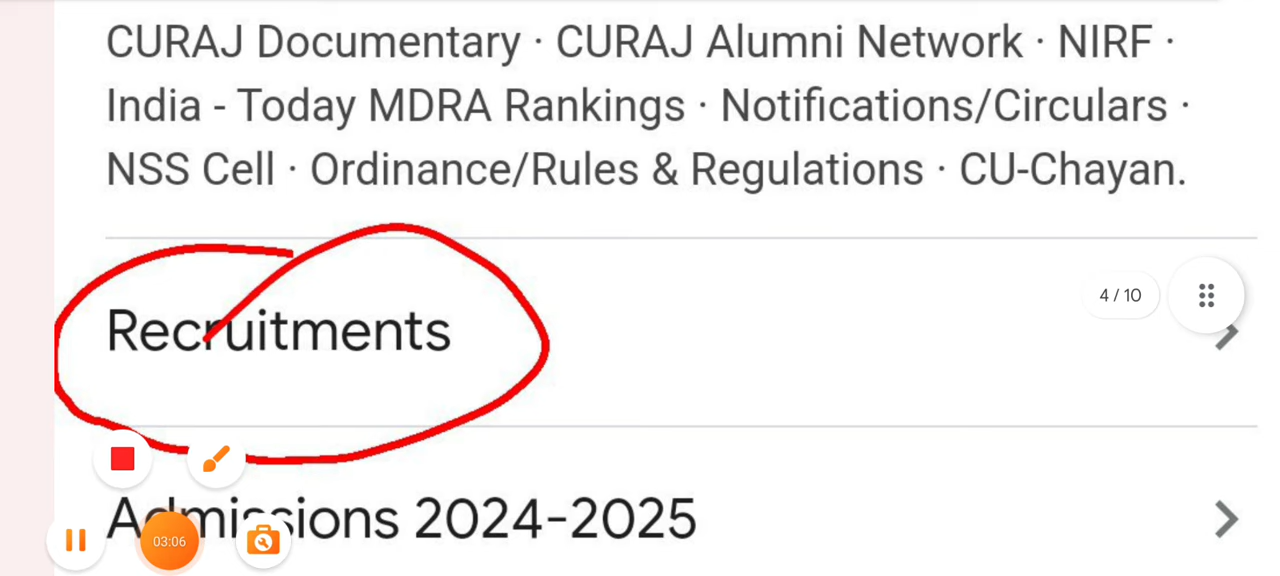 CURAJ Documentary · CURAJ Alumni Network · NIRF ·
India - Today MDRA Rankings · Notifications/Circulars ·
NSS Cell · Ordinance/Rules & Regulations · CU-Chayan.
Recruitments
4 / 10
Admissions 2024-2025
03:06